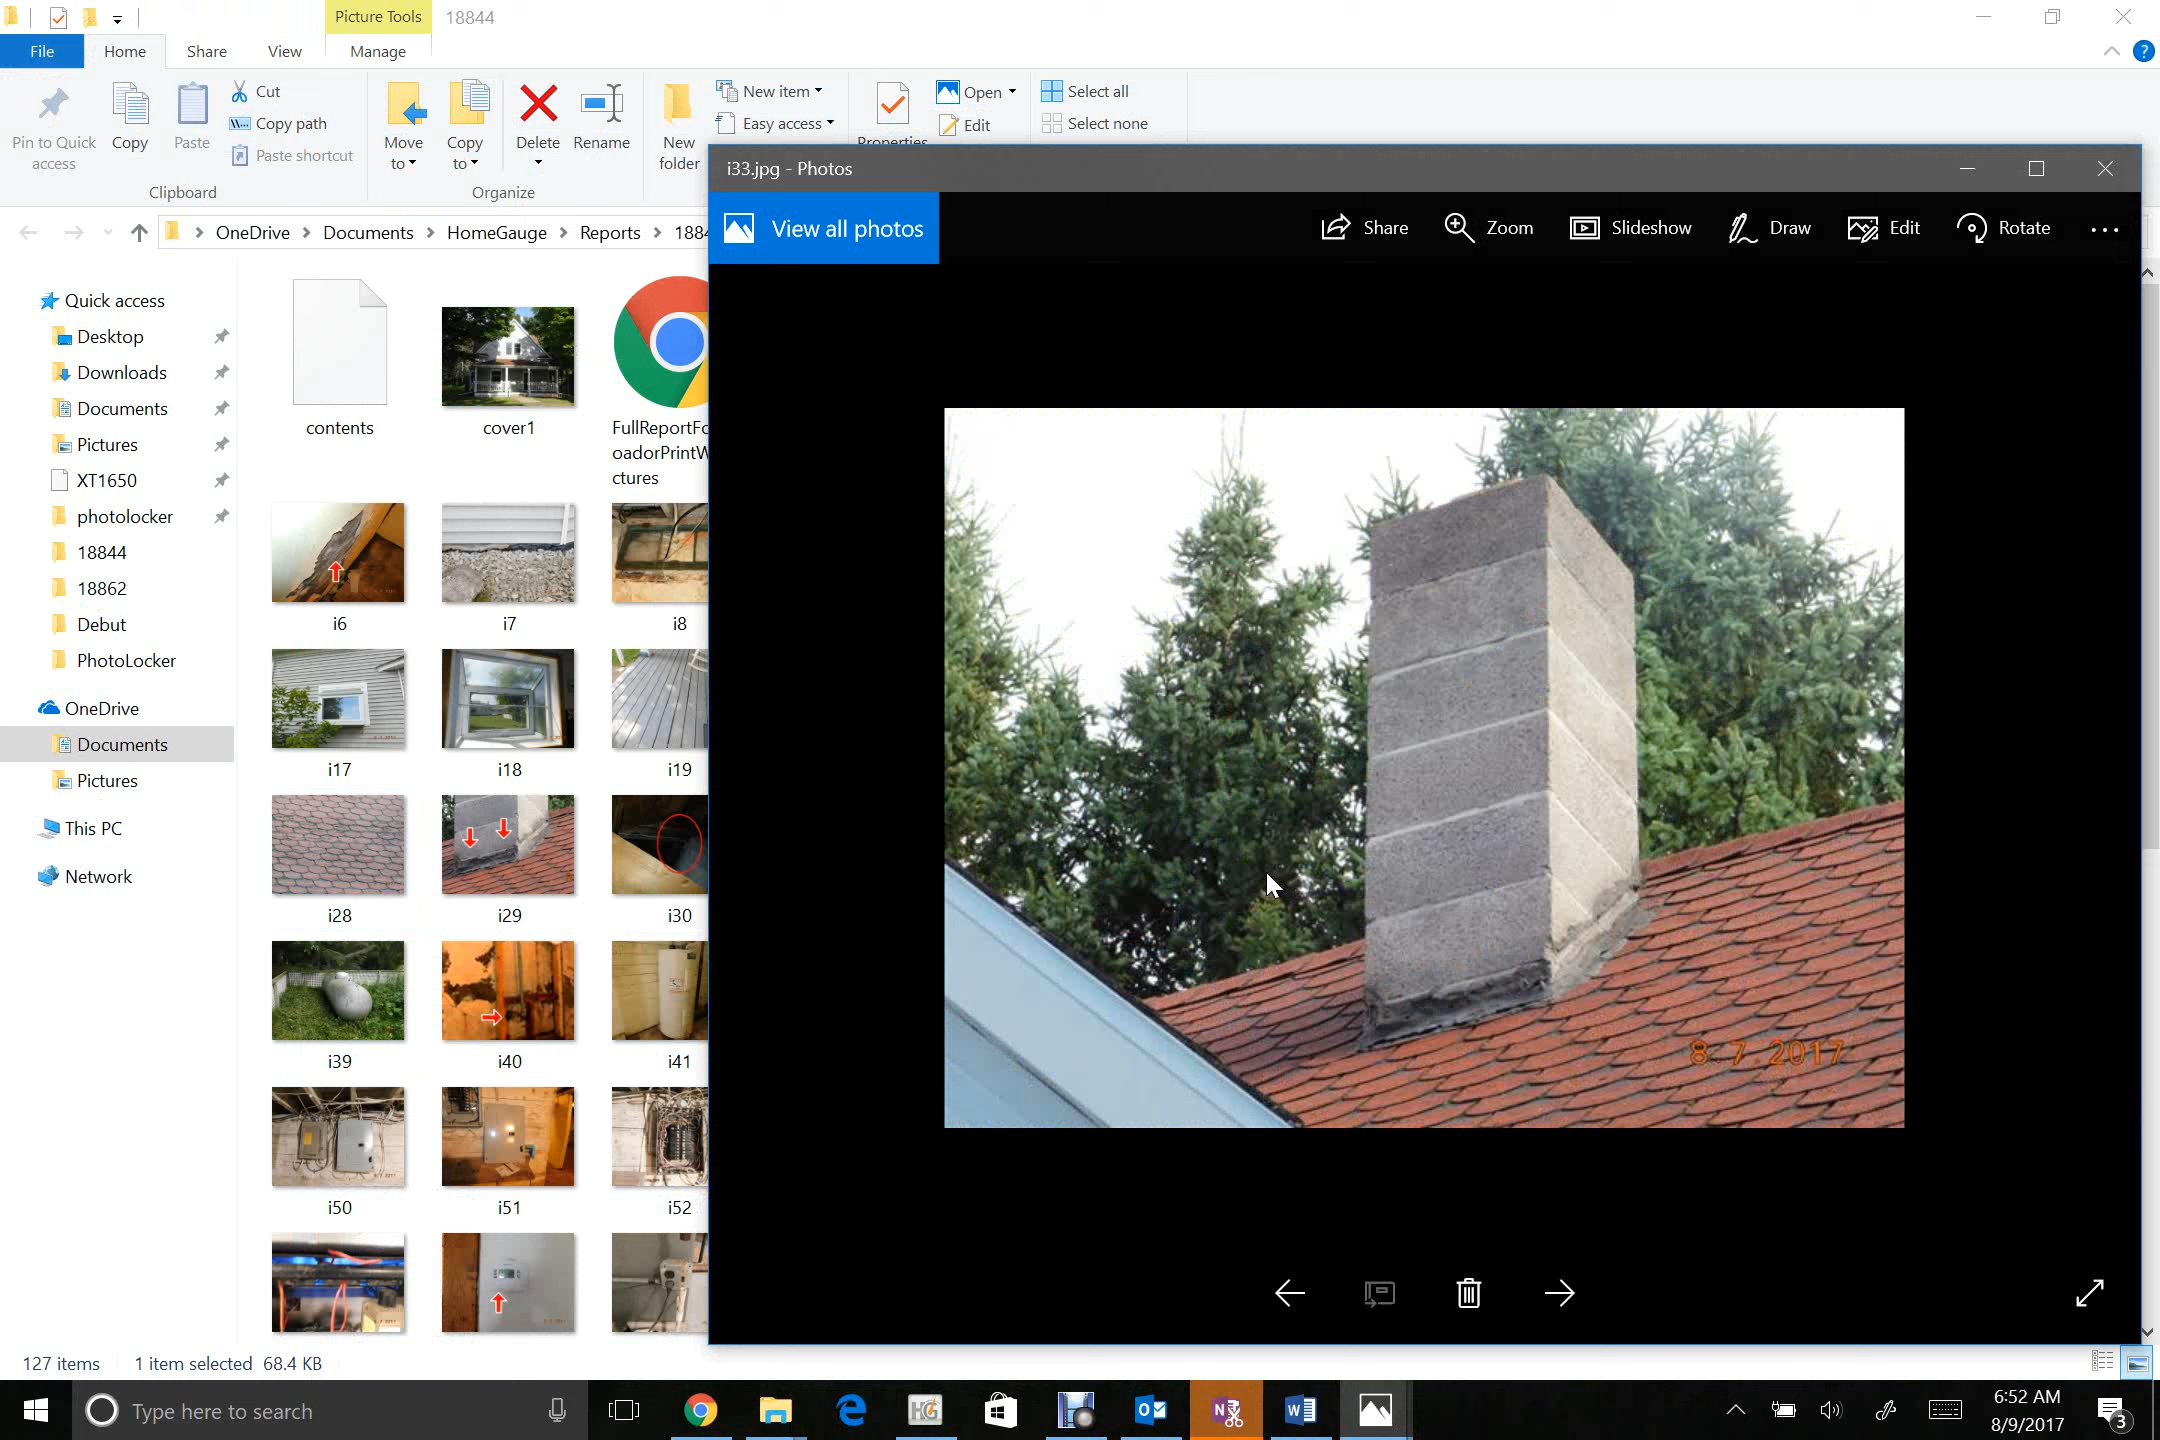 Picture Tools
18844
File
Home
Share
View
Manage
Pin to Quick access
Copy
Paste
Cut
Copy path
Paste shortcut
Clipboard
Move to
Copy to
Delete
Rename
Organize
New folder
New item
Easy access
Properties
Open
Edit
Select all
Select none
OneDrive
Documents
HomeGauge
Reports
i33.jpg - Photos
View all photos
Share
Zoom
Slideshow
Draw
Edit
Rotate
Quick access
Desktop
Downloads
Documents
Pictures
XT1650
photolocker
18844
18862
Debut
PhotoLocker
OneDrive
Documents
Pictures
This PC
Network
contents
cover1
i6
i7
i8
i17
i18
i19
i28
i29
i30
i39
i40
i41
i50
i51
i52
8.7.2017
127 items
1 item selected 68.4 KB
Type here to search
HG
N
W
6:52 AM
8/9/2017
3